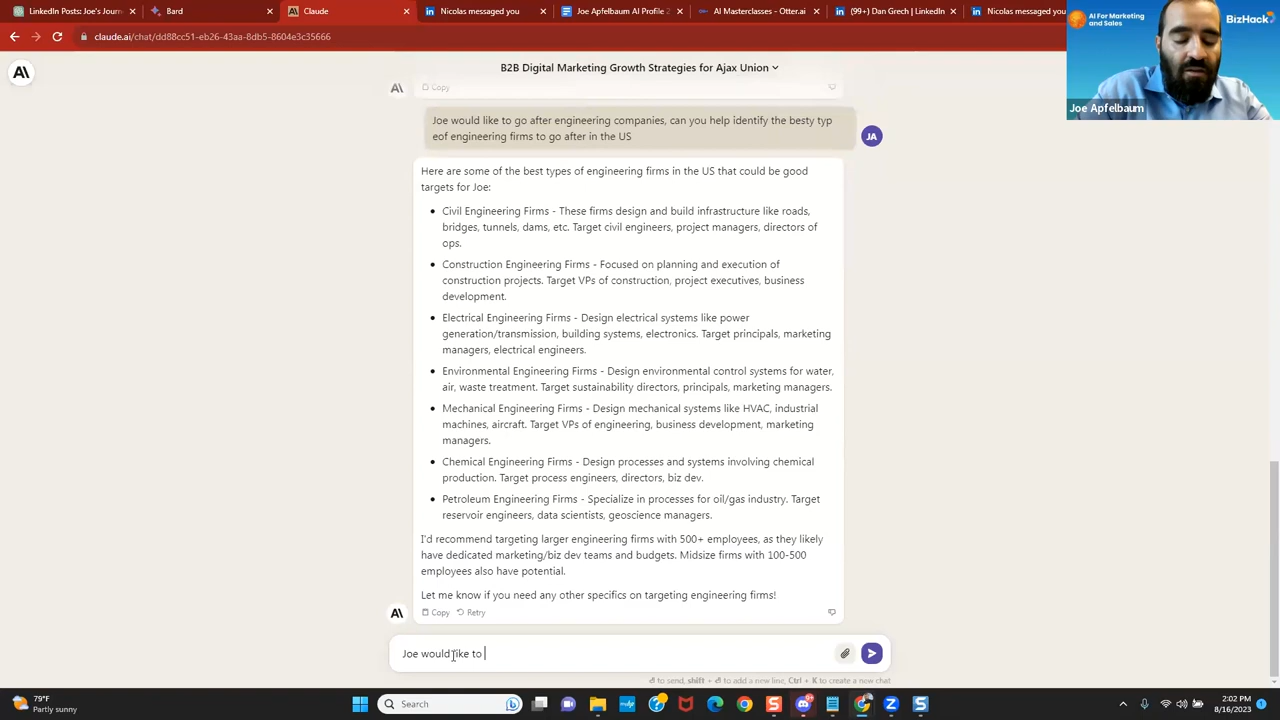 Linkedin Posts: 'Joe's Journ
Bard
Claude
Nicolas messaged you
Joe Apfelbaum AI Profile 2
AI Masterclasses - Otter.ai
(99+) Dan Grech | LinkedIn
Nicolas messaged you
claude.ai/chat/dd88cc51-eb26-43aa-8db5-8604e3c35666
AI For Marketing
and Sales
BizHack
Joe Apfelbaum
B2B Digital Marketing Growth Strategies for Ajax Union
Copy
Joe would like to go after engineering companies, can you help identify the besty typ
eof engineering firms to go after in the US
JA
Here are some of the best types of engineering firms in the US that could be good
targets for Joe:
• Civil Engineering Firms - These firms design and build infrastructure like roads,
bridges, tunnels, dams, etc. Target civil engineers, project managers, directors of
ops.
• Construction Engineering Firms - Focused on planning and execution of
construction projects. Target VPs of construction, project executives, business
development.
• Electrical Engineering Firms - Design electrical systems like power
generation/transmission, building systems, electronics. Target principals, marketing
managers, electrical engineers.
• Environmental Engineering Firms - Design environmental control systems for water,
air, waste treatment. Target sustainability directors, principals, marketing managers.
• Mechanical Engineering Firms - Design mechanical systems like HVAC, industrial
machines, aircraft. Target VPs of engineering, business development, marketing
managers.
• Chemical Engineering Firms - Design processes and systems involving chemical
production. Target process engineers, directors, biz dev.
• Petroleum Engineering Firms - Specialize in processes for oil/gas industry. Target
reservoir engineers, data scientists, geoscience managers.
I'd recommend targeting larger engineering firms with 500+ employees, as they likely
have dedicated marketing/biz dev teams and budgets. Midsize firms with 100-500
employees also have potential.
Let me know if you need any other specifics on targeting engineering firms!
Copy Retry
Joe would like to
to send, shift + to add a new line, Ctrl + K to create a new chat
79°F
Partly sunny
Search
2:02 PM
8/16/2023